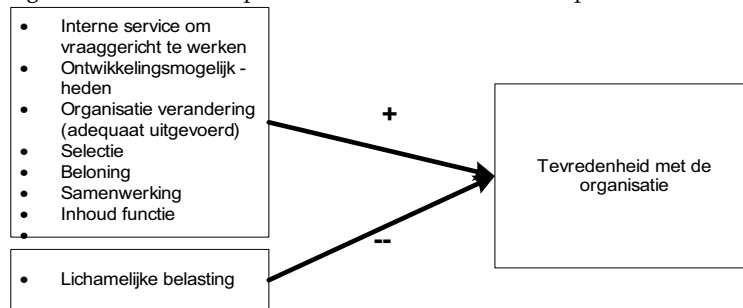 • Interne service om
vraaggericht te werken
• Ontwikkelingsmogelijk -
heden
• Organisatie verandering
(adequaat uitgevoerd)
• Selectie
• Beloning
• Samenwerking
• Inhoud functie
•
+
Tevredenheid met de
organisatie
--
• Lichamelijke belasting